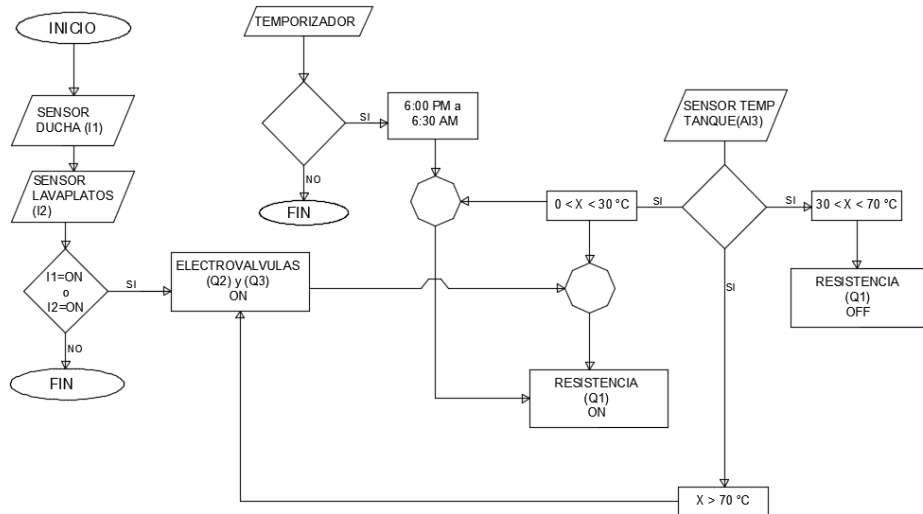 INICIO
SENSOR
DUCHA (I1)
SENSOR
LAVAPLATOS
(I2)
I1=ON
o
I2=ON
SI
NO
FIN
ELECTROVALVULAS
(Q2) y (Q3)
ON
TEMPORIZADOR
SI
NO
FIN
6:00 PM a
6:30 AM
SENSOR TEMP
TANQUE(AI3)
SI
0 < X < 30 °C
SI
30 < X < 70°C
SI
RESISTENCIA
(Q1)
OFF
RESISTENCIA
(Q1)
ON
X > 70 °C